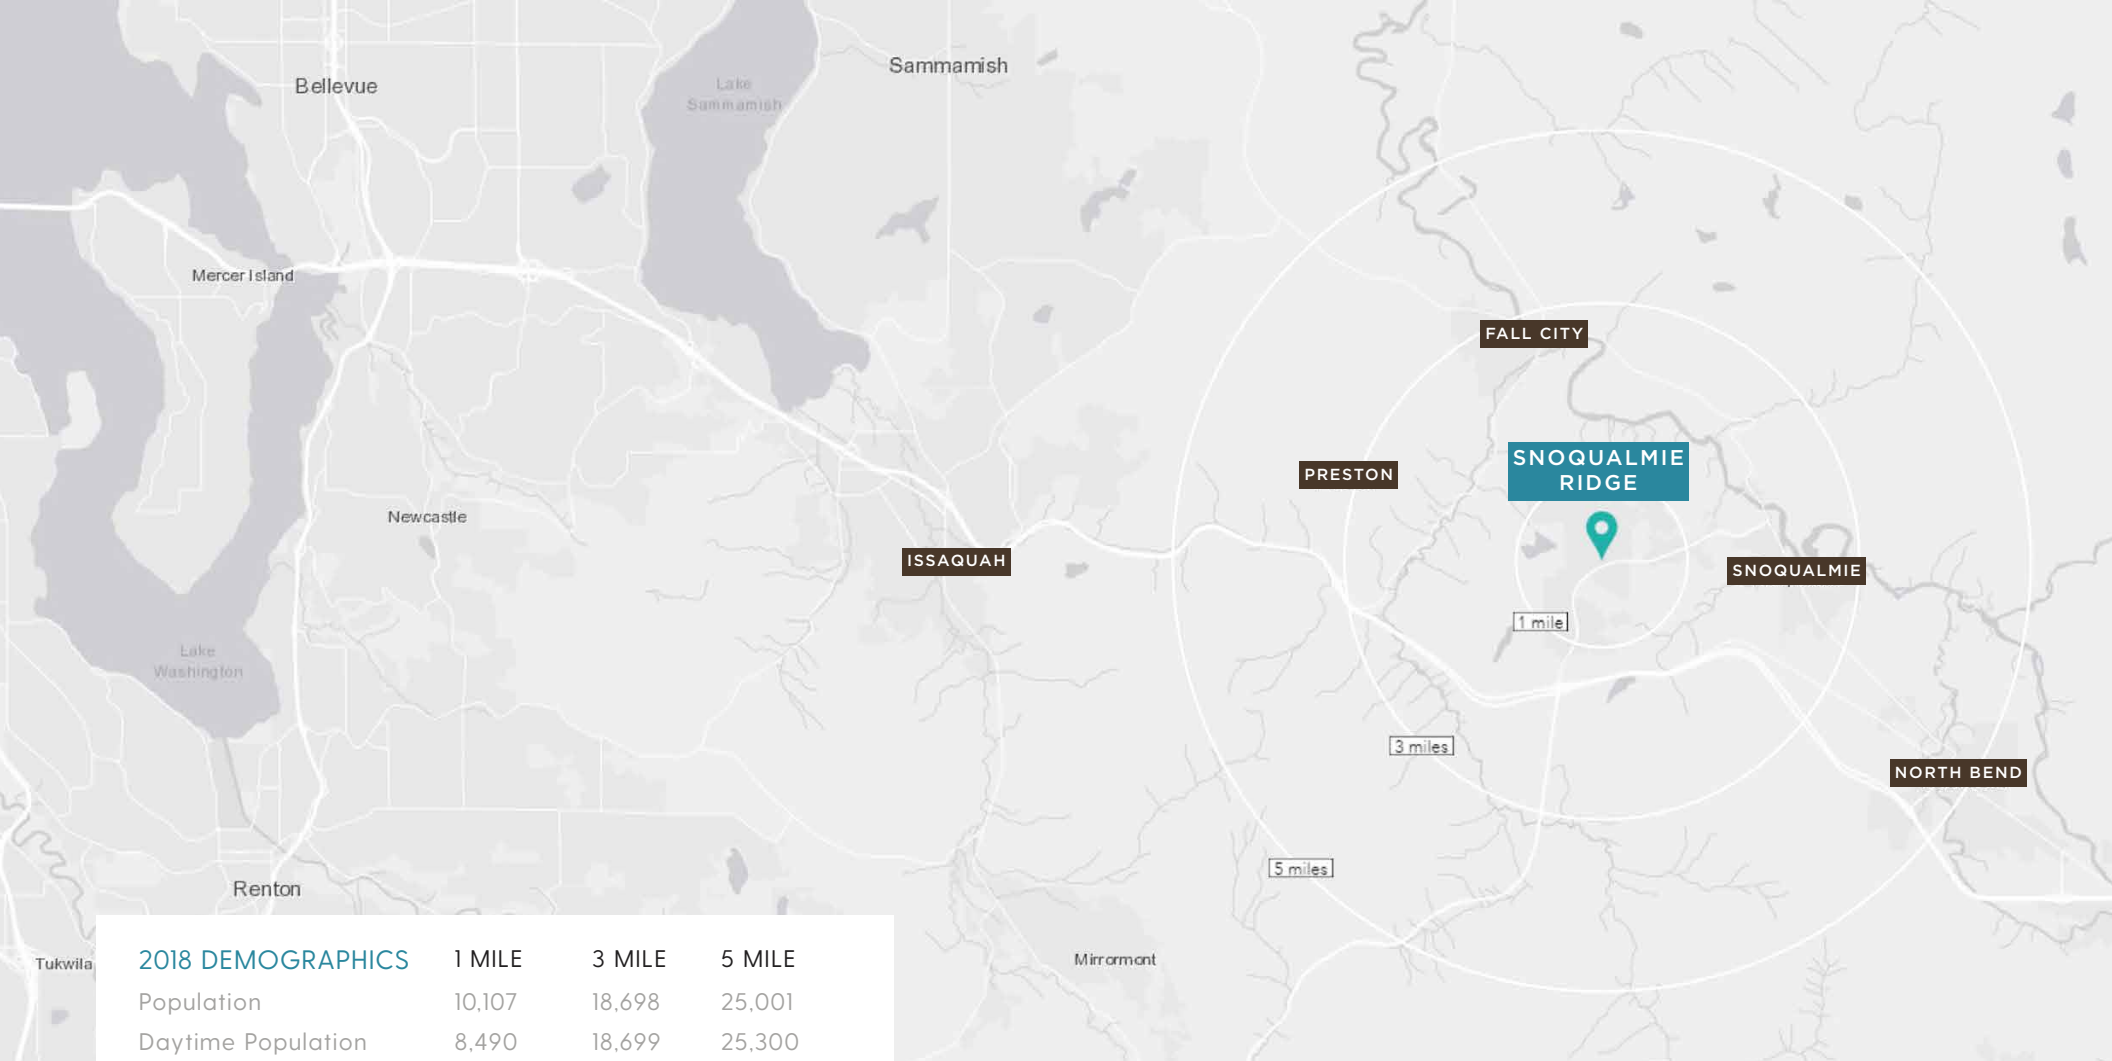 Sammamish
Bellevue
Lake
Sammamish
Mercer Island
FALL CITY
SNOQUALMIE
RIDGE
PRESTON
Newcastle
ISSAQUAH
SNOQUALMIE
1 mile
Lake
Washington
3 miles
NORTH BEND
5 miles
Renton
Tukwila
Mirrormont
2018 DEMOGRAPHICS 1 MILE 3 MILE 5 MILE
Population 10,107 18,698 25,001
Daytime Population 8,490 18,699 25,300